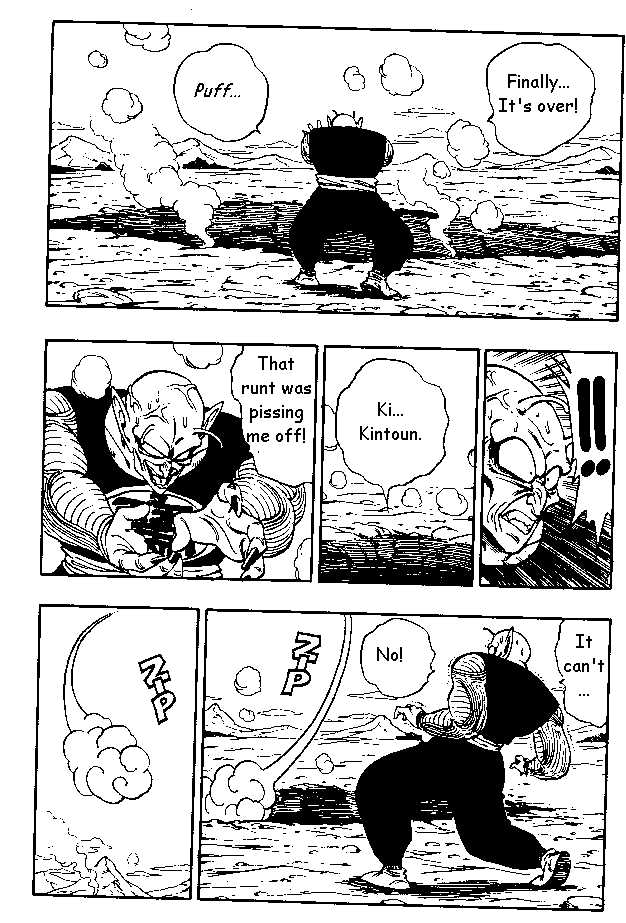 Puff...
Finally...
It's over!
That
runt was
pissing
me off!
Ki...
Kintoun.
!!
ZIP
ZIP
No!
It
can't
...